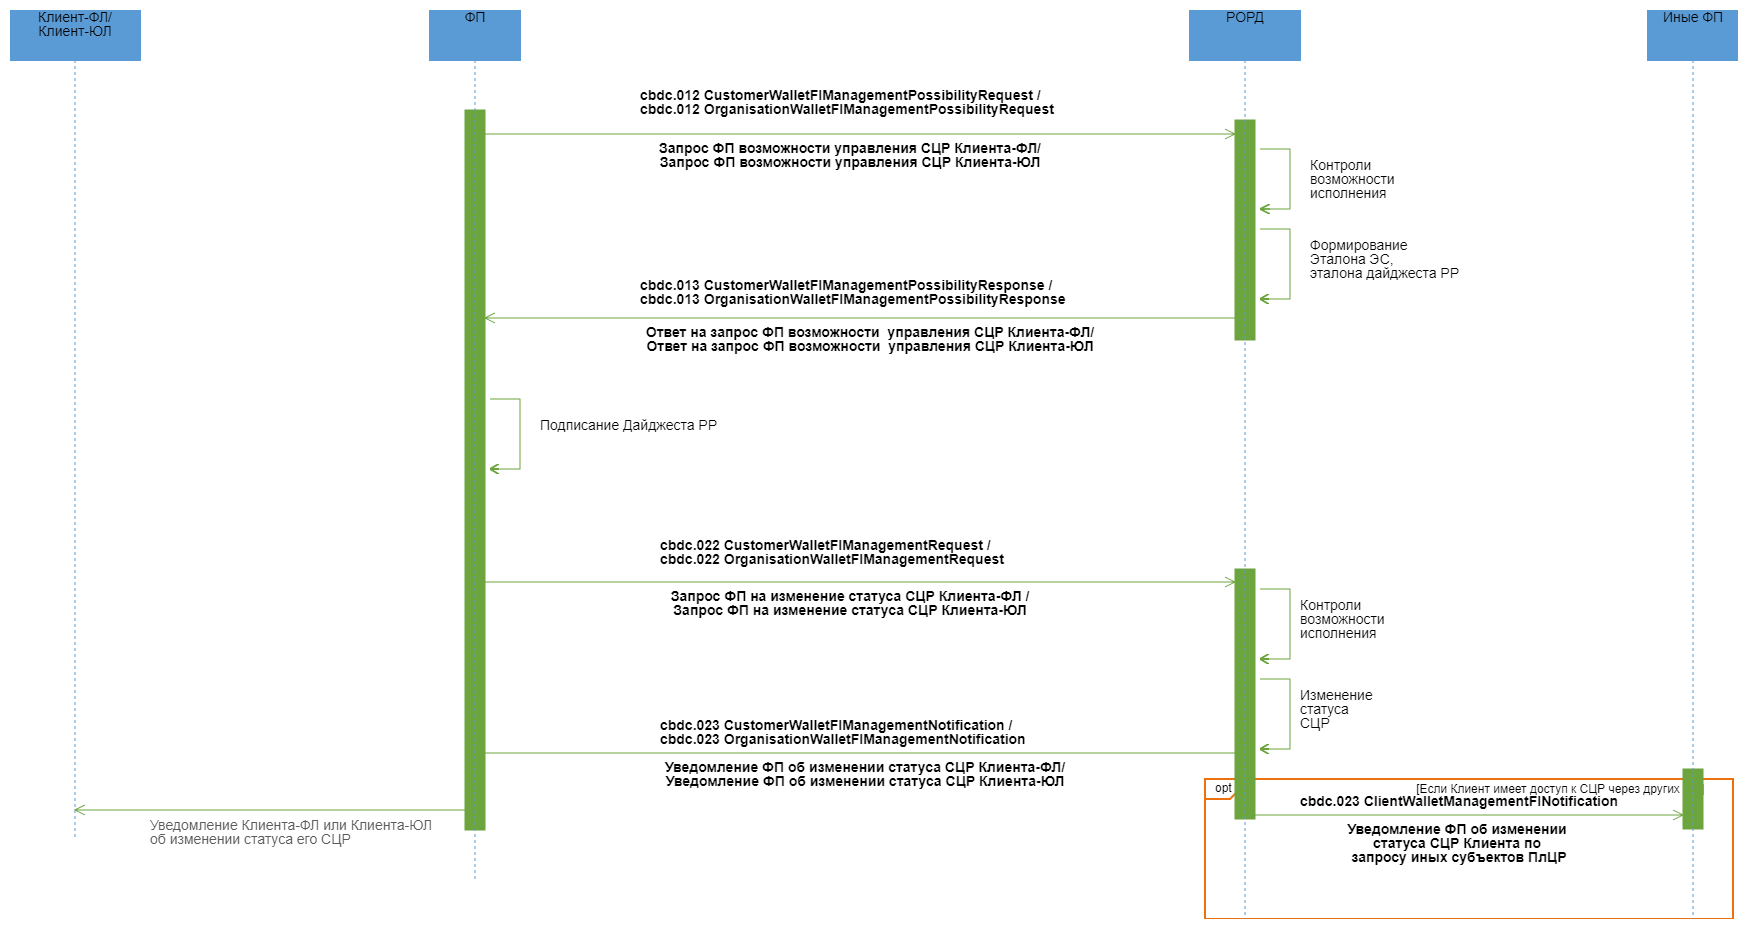 Клиент-ФЛ/
Клиент-ЮЛ
ФП
РОРД
Иные ФП
cbdc.012 CustomerWalletFIManagementPossibilityRequest /
cbdc.012 OrganisationWalletFIManagementPossibilityRequest
Запрос ФП возможности управления СЦР Клиента-ФЛ/
Запрос ФП возможности управления СЦР Клиента-ЮЛ
Контроли
возможности
исполнения
Формирование
Эталона ЭС,
эталона дайджеста РР
cbdc.013 CustomerWalletFIManagementPossibilityResponse /
cbdc.013 OrganisationWalletFIManagementPossibilityResponse
Ответ на запрос ФП возможности  управления СЦР Клиента-ФЛ/
Ответ на запрос ФП возможности  управления СЦР Клиента-ЮЛ
Подписание Дайджеста РР
cbdc.022 CustomerWalletFIManagementRequest /
cbdc.022 OrganisationWalletFIManagementRequest
Запрос ФП на изменение статуса СЦР Клиента-ФЛ /
Запрос ФП на изменение статуса СЦР Клиента-ЮЛ
Контроли
возможности
исполнения
Изменение
статуса
СЦР
cbdc.023 CustomerWalletFIManagementNotification /
cbdc.023 OrganisationWalletFIManagementNotification
Уведомление ФП об изменении статуса СЦР Клиента-ФЛ/
Уведомление ФП об изменении статуса СЦР Клиента-ЮЛ
opt
[Если Клиент имеет доступ к СЦР через других
cbdc.023 ClientWalletManagementFINotification
Уведомление ФП об изменении
статуса СЦР Клиента по
запросу иных субъектов ПлЦР
Уведомление Клиента-ФЛ или Клиента-ЮЛ
об изменении статуса его СЦР